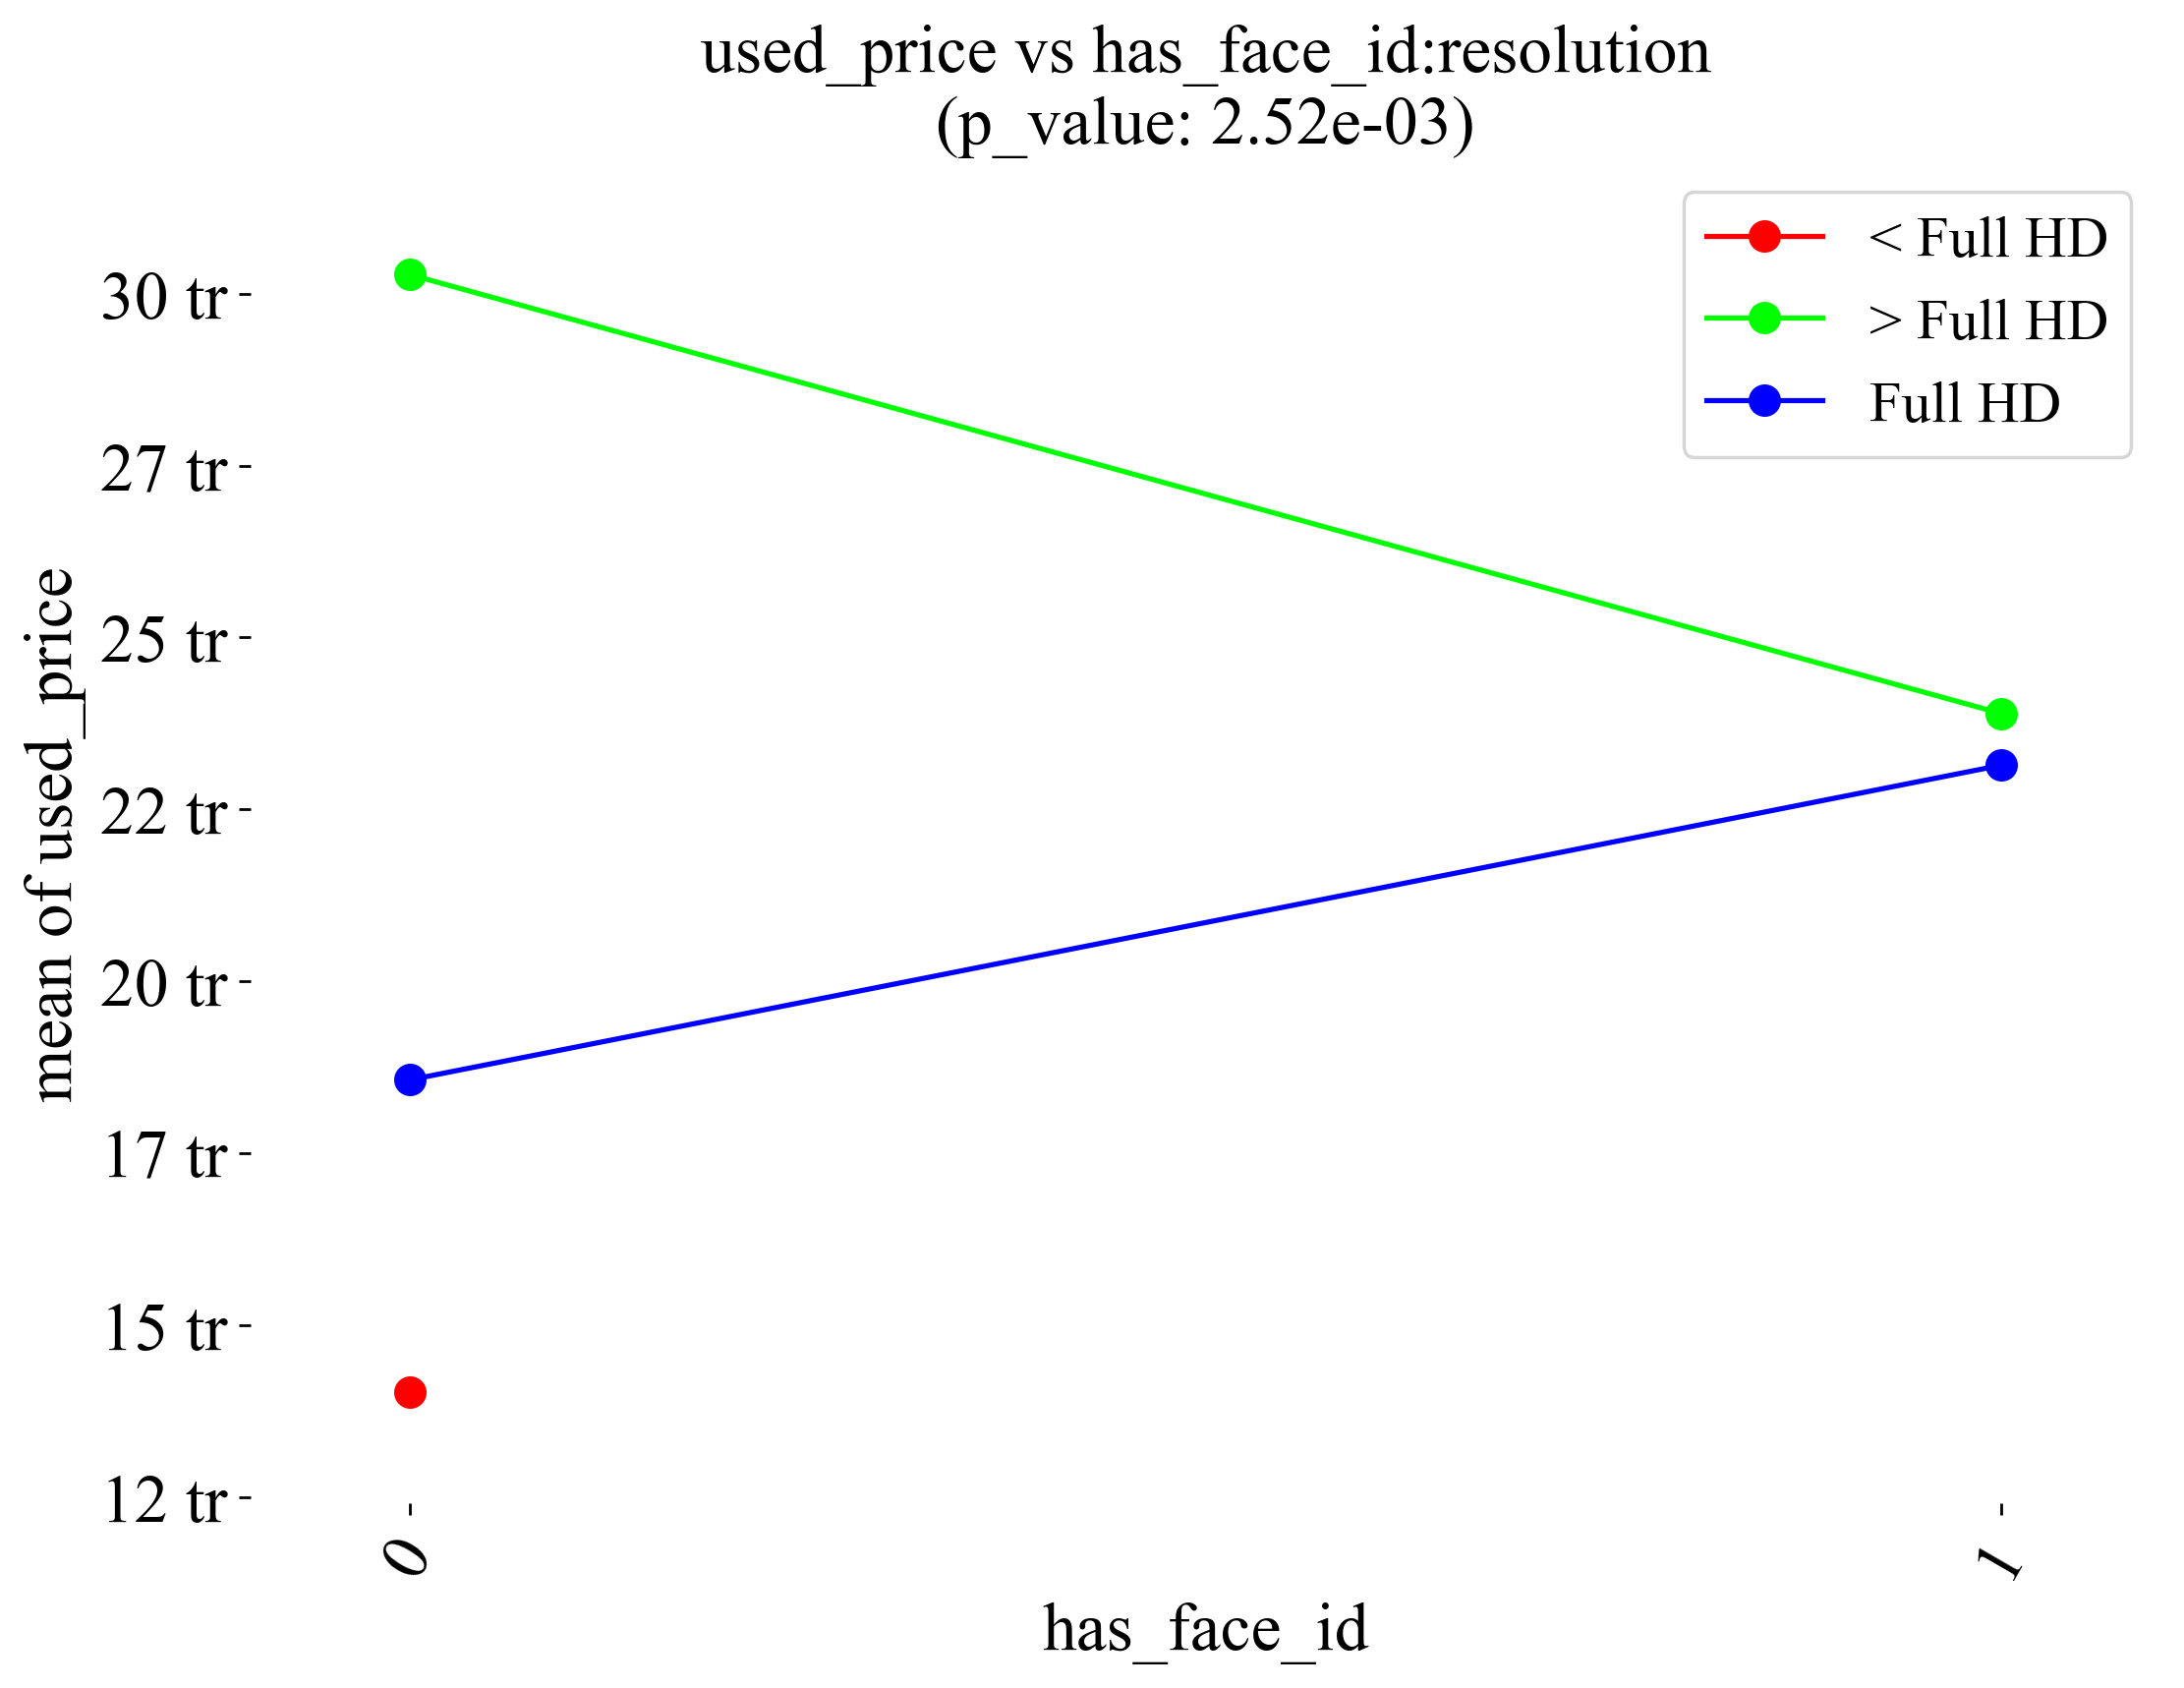 used_price vs has_face_id:resolution
(p_value: 2.52e-03)
< Full HD
> Full HD
Full HD
30 tr
27 tr
25 tr
22 tr
20 tr
17 tr
15 tr
12 tr
mean of used_price
0
1
has_face_id